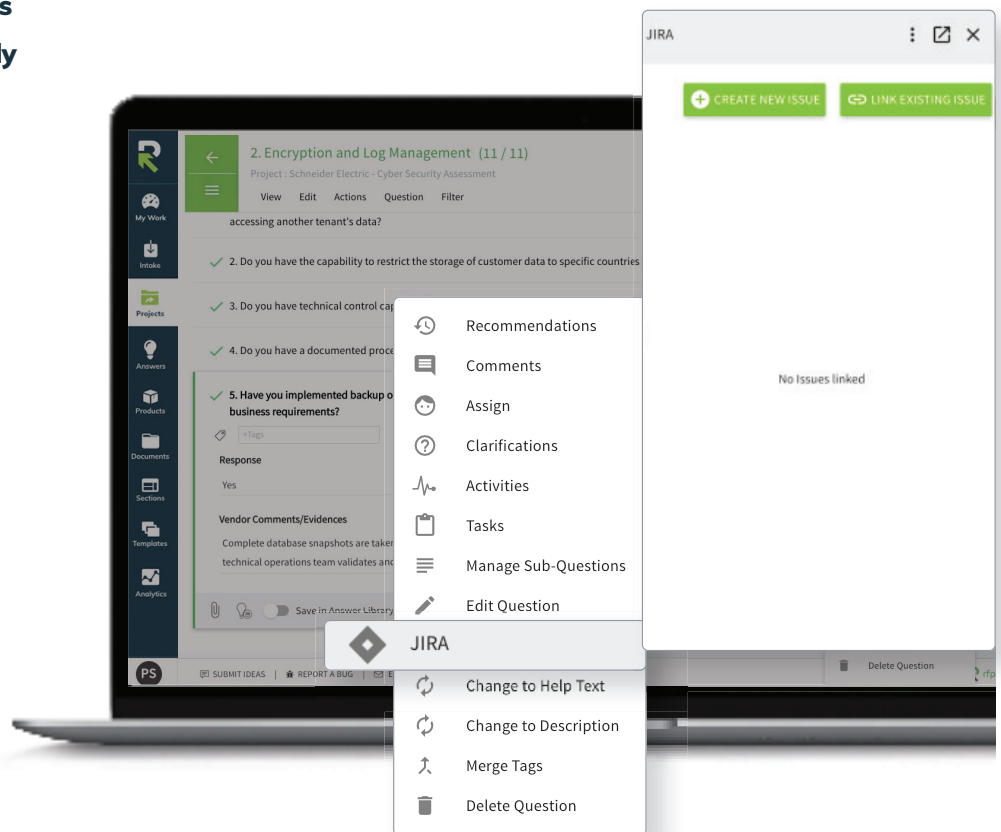 s
ly
JIRA
CREATE NEW ISSUE
LINK EXISTING ISSUE
No Issues linked
2. Encryption and Log Management (11 / 11)
Project : Schneider Electric - Cyber Security Assessment
View Edit Actions Question Filter
My Work
Intake
Projects
Answers
Products
Documents
Sections
Templates
Analytics
PS
accessing another tenant's data?
2. Do you have the capability to restrict the storage of customer data to specific countries
3. Do you have technical control cap
4. Do you have a documented proce
5. Have you implemented backup o
business requirements?
+Tags
Response
Yes
Vendor Comments/Evidences
Complete database snapshots are taken
technical operations team validates and
Save in Answer Library
SUBMIT IDEAS | REPORT A BUG | E
Recommendations
Comments
Assign
Clarifications
Activities
Tasks
Manage Sub-Questions
Edit Question
JIRA
Change to Help Text
Change to Description
Merge Tags
Delete Question
Delete Question
rfp